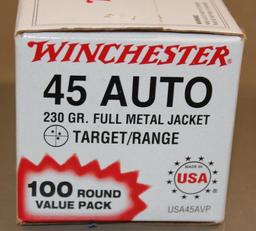 WINCHESTER
45 AUTO
230 GR. FULL METAL JACKET
TARGET/RANGE
100 ROUND
VALUE PACK
MADE IN
USA
USA45AVP